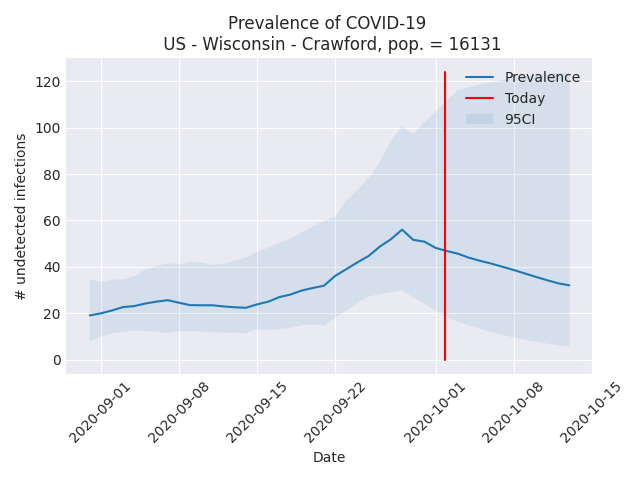 Prevalence of COVID-19
US - Wisconsin - Crawford, pop. = 16131
120
100
80
60
40
20
0
# undetected infections
Prevalence
Today
95CI
2020-09-01
2020-09-08
2020-09-15
2020-09-22
2020-10-01
2020-10-08
2020-10-15
Date